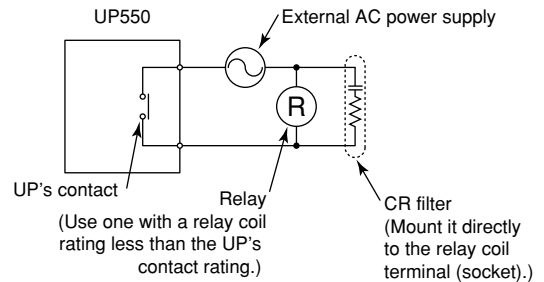 UP550
External AC power supply
R
UP's contact
Relay
(Use one with a relay coil
rating less than the UP's
contact rating.)
CR filter
(Mount it directly
to the relay coil
terminal (socket).)